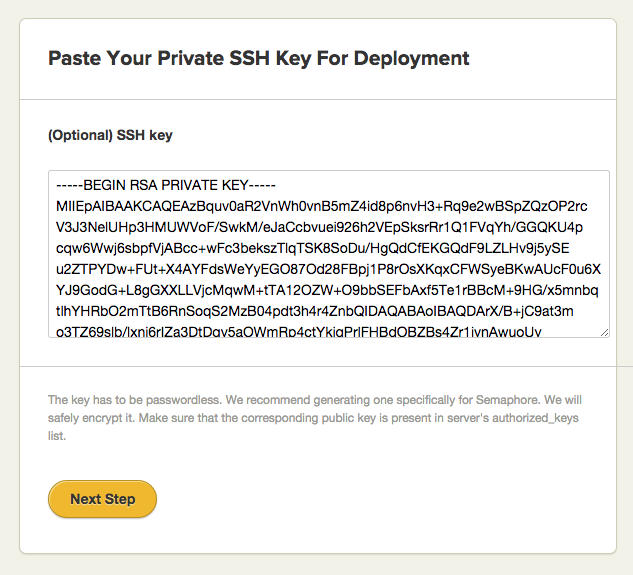 Paste Your Private SSH Key For Deployment
(Optional) SSH key
-----BEGIN RSA PRIVATE KEY-----
MIIEpAIBAAKCAQEAzBquv0aR2VnWh0vnB5mZ4id8p6nvH3+Rq9e2wBSpZQzOP2rc
V3J3NelUHp3HMUWVoF/SwkM/eJaCcbvuei926h2VEpSksrRr1Q1FVqYh/GGQKU4p
cqw6Wwj6sbpfVjABcc+wFc3bekszTlqTSK8SoDu/HgQdCfEKGQdF9LZLHv9j5ySE
u2ZTPYDw+FUt+X4AYFdsWeYyEGO87Od28FBpj1P8rOsXKqxCFWSyeBKwAUcF0u6X
YJ9GodG+L8gGXXLLVjcMqwM+tTA12OZW+O9bbSEFbAxf5Te1rBBcM+9HG/x5mnbq
tlhYHRbO2mTtB6RnSoqS2MzB04pdt3h4r4ZnbQIDAQABAoIBAQDArX/B+jC9at3m
The key has to be passwordless. We recommend generating one specifically for Semaphore. We will
safely encrypt it. Make sure that the corresponding public key is present in server's authorized_keys
list.
Next Step